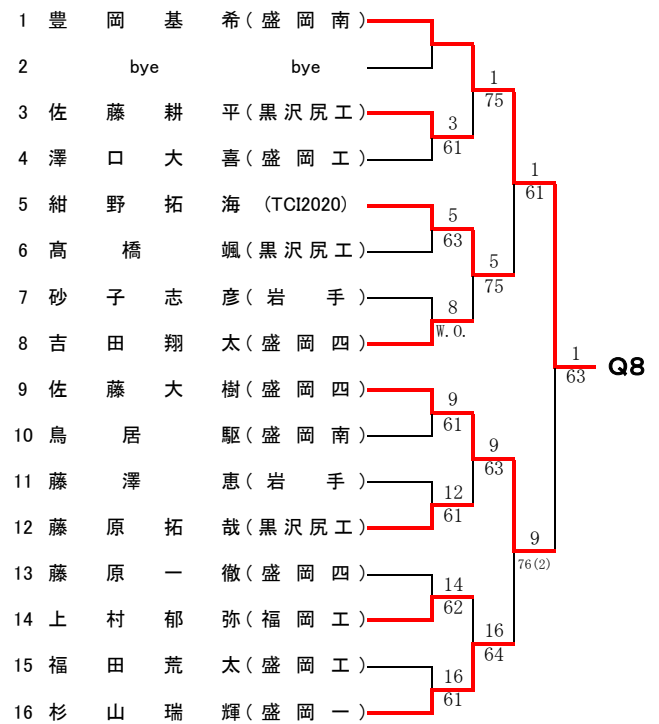 1 豊岡基希(盛岡南)
2 bye bye
1
75
3 佐藤耕平(黒沢尻工)
3
61
4 澤口大喜(盛岡工)
1
61
5 紺野拓海 (TCI2020)
5
63
6 髙橋颯(黒沢尻工)
5
75
7 砂子志彦(岩手)
8
W.O.
8 吉田翔太(盛岡四)
1
63
Q8
9 佐藤大樹(盛岡四)
9
61
10 鳥居駆(盛岡南)
9
63
11 藤澤恵(岩手)
12
61
12 藤原拓哉(黒沢尻工)
9
76(2)
13 藤原一徹(盛岡四)
14
62
14 上村郁弥(福岡工)
16
64
15 福田荒太(盛岡工)
16
61
16 杉山瑞輝(盛岡一)